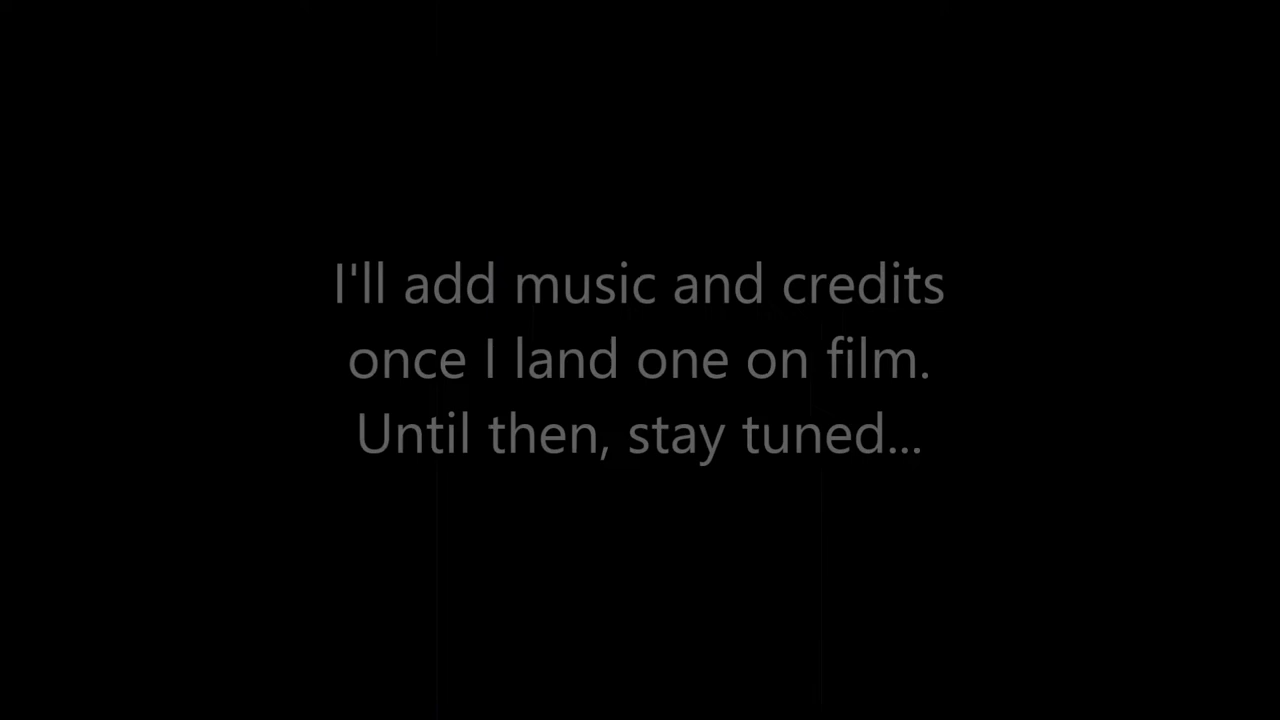 I'll add music and credits
once I land one on film.
Until then, stay tuned...